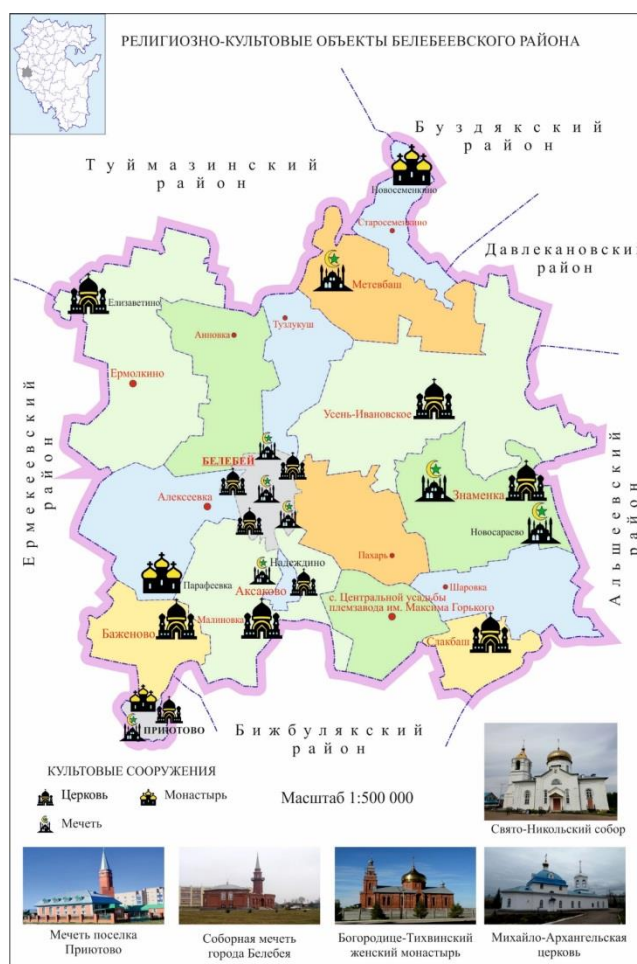 РЕЛИГИОЗНО-КУЛЬТОВЫЕ ОБЪЕКТЫ БЕЛЕБЕЕВСКОГО РАЙОНА
Буздякский
район
Туймазинский
район
Новосеменкино
Старосеменкино
Давлекановский
район
Метевбаш
Елизаветино
Тузлукуш
Анновка
Ермолкино
Усень-Ивановское
Ермекеевский
район
БЕЛЕБЕЙ
Знаменка
Алексеевка
Новосараево
Альшеевский
район
Пахарь
Надеждино
Парафеевка
Аксаково
Шаровка
с. Центральной усадьбы
племзавода им. Максима Горького
Баженово
Малиновка
Слакбаш
ПРИЮТОВО
Бижбулякский
район
КУЛЬТОВЫЕ СООРУЖЕНИЯ
Церковь
Монастырь
Мечеть
Масштаб 1:500 000
Свято-Никольский собор
Мечеть поселка
Приютово
Соборная мечеть
города Белебея
Богородице-Тихвинский
женский монастырь
Михайло-Архангельская
церковь